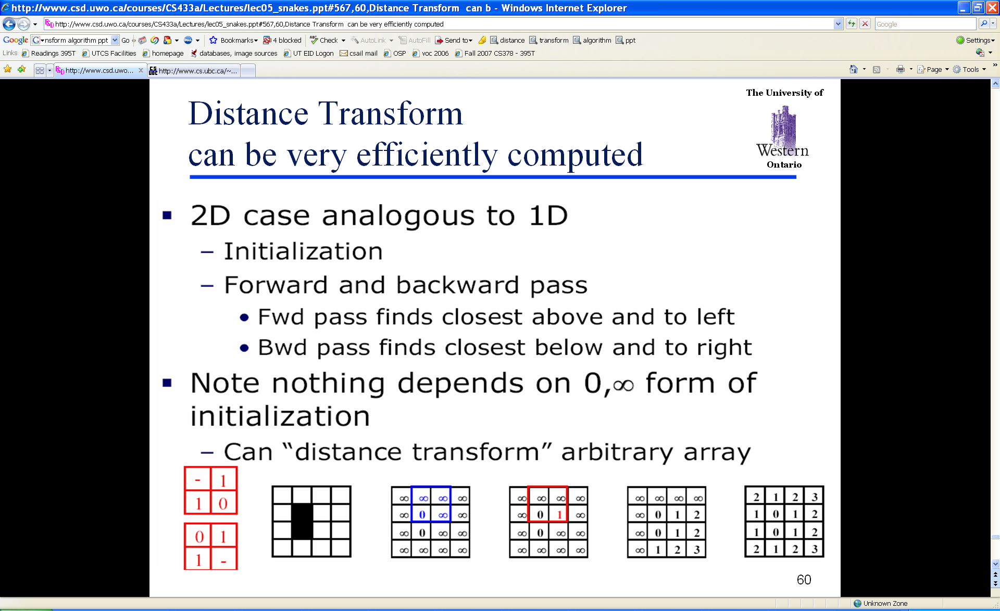 http://www.csd.uwo.ca/courses/CS433a/Lectures/lec05_snakes.ppt#567,60,Distance Transform  can b - Windows Internet Explorer
http://www.csd.uwo.ca/courses/CS433a/Lectures/lec05_snakes.ppt#567,60,Distance Transform  can be very efficiently computed
Google
Google nsform algorithm ppt Go Bookmarks 4 blocked Check AutoLink AutoFill Send to distance transform algorithm ppt Settings
Links Readings 395T UTCS Facilities homepage databases, image sources UT EID Logon csail mail OSP voc 2006 Fall 2007 CS378 - 395T
http://www.csd.uwo... http://www.cs.ubc.ca/~... Page Tools
The University of
Western
Ontario
Distance Transform
can be very efficiently computed
2D case analogous to 1D
– Initialization
– Forward and backward pass
• Fwd pass finds closest above and to left
• Bwd pass finds closest below and to right
Note nothing depends on 0,∞ form of
initialization
– Can “distance transform” arbitrary array
- 1
1 0
0 1
1 -
∞ ∞ ∞ ∞
∞ 0 ∞ ∞
∞ 0 ∞ ∞
∞ ∞ ∞ ∞
∞ ∞ ∞ ∞
∞ 0 1 ∞
∞ 0 ∞ ∞
∞ ∞ ∞ ∞
∞ ∞ ∞ ∞
∞ 0 1 2
∞ 0 1 2
∞ 1 2 3
2 1 2 3
1 0 1 2
1 0 1 2
2 1 2 3
60
Unknown Zone